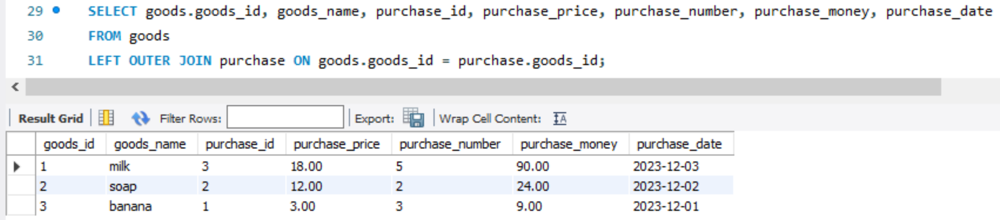 29 SELECT goods.goods_id, goods_name, purchase_id, purchase_price, purchase_number, purchase_money, purchase_date
30 FROM goods
31 LEFT OUTER JOIN purchase ON goods.goods_id = purchase.goods_id;
Result Grid Filter Rows: Export: Wrap Cell Content: IA
goods_id goods_name purchase_id purchase_price purchase_number purchase_money purchase_date
1 milk 3 18.00 5 90.00 2023-12-03
2 soap 2 12.00 2 24.00 2023-12-02
3 banana 1 3.00 3 9.00 2023-12-01